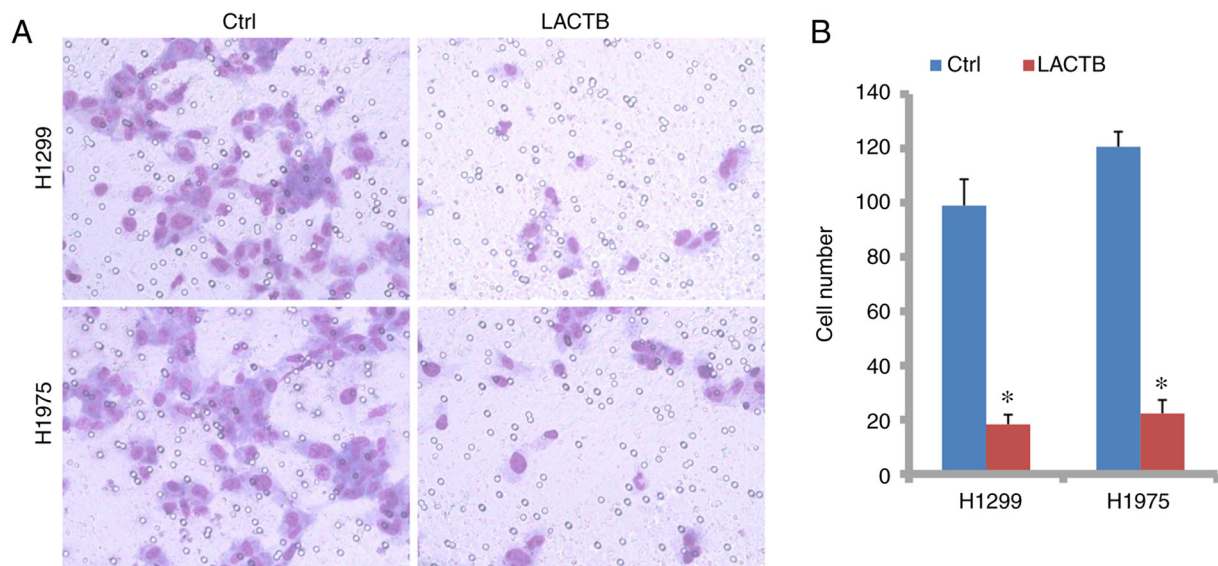 A
Ctrl
LACTB
H1299
H1975
B
Ctrl
LACTB
Cell number
140
120
100
80
60
40
20
0
*
*
H1299
H1975